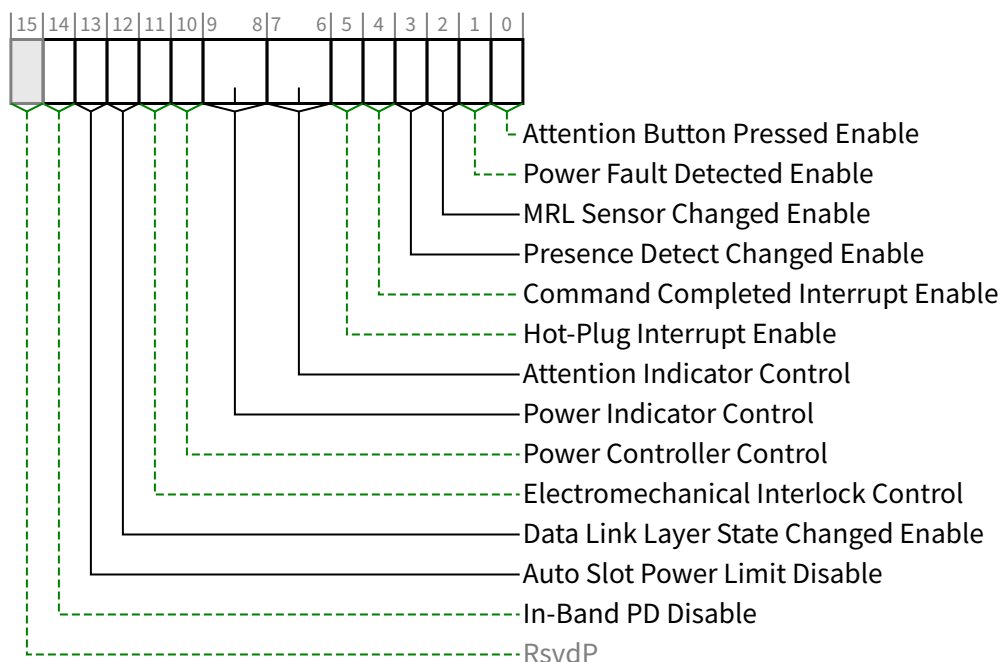 15 14 13 12 11 10 9 8 7 6 5 4 3 2 1 0
Attention Button Pressed Enable
Power Fault Detected Enable
MRL Sensor Changed Enable
Presence Detect Changed Enable
Command Completed Interrupt Enable
Hot-Plug Interrupt Enable
Attention Indicator Control
Power Indicator Control
Power Controller Control
Electromechanical Interlock Control
Data Link Layer State Changed Enable
Auto Slot Power Limit Disable
In-Band PD Disable
RsvdP